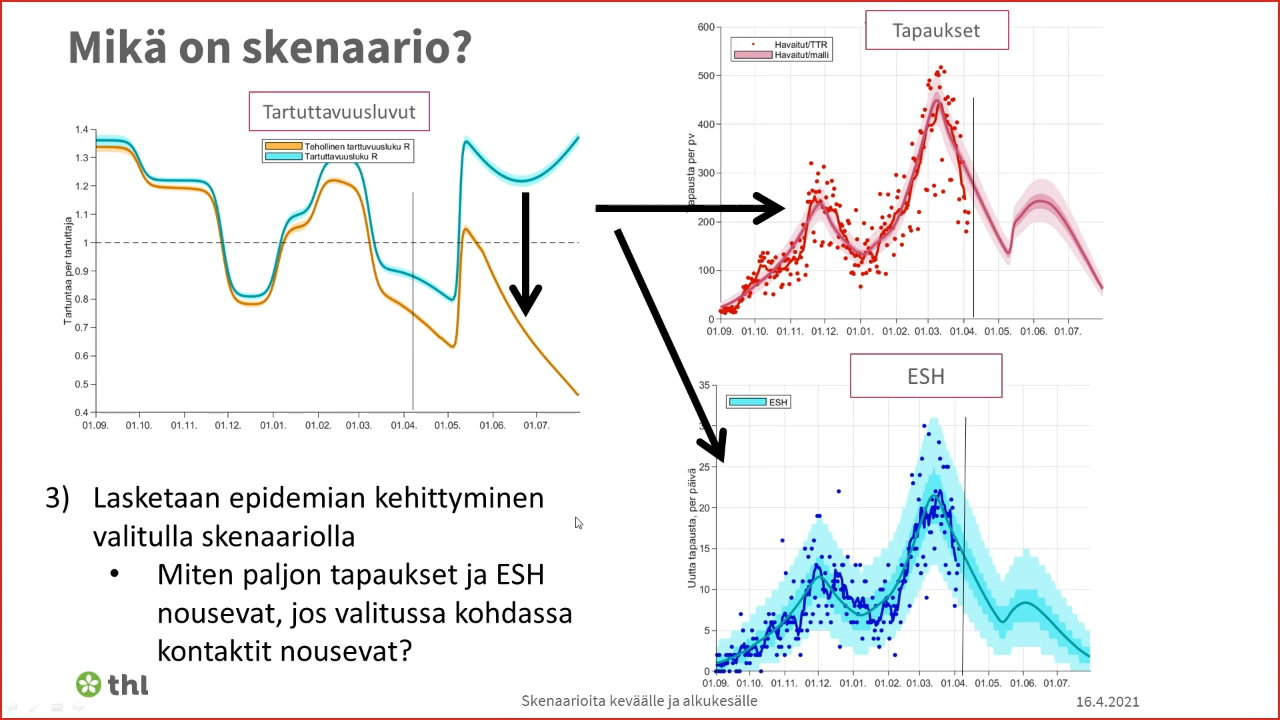 Mikä on skenaario?
Tartuttavuusluvut
Tehollinen tarttuvuusluku R
Tartuttavuusluku R
Tartuntaa per tartuttaja
1.4
1.3
1.2
1.1
1
0.9
0.8
0.7
0.6
0.5
0.4
01.09. 01.10. 01.11. 01.12. 01.01. 01.02. 01.03. 01.04. 01.05. 01.06. 01.07.
Tapaukset
Havaitut/TTR
Havaitut/malli
apausta per pv
600
500
400
300
200
100
0
01.09. 01.10. 01.11. 01.12. 01.01. 01.02. 01.03. 01.04. 01.05. 01.06. 01.07.
ESH
ESH
Uutta tapausta, per päivä
35
25
20
15
10
5
0
01.09. 01.10. 01.11. 01.12. 01.01. 01.02. 01.03. 01.04. 01.05. 01.06. 01.07.
3) Lasketaan epidemian kehittyminen
valitulla skenaariolla
• Miten paljon tapaukset ja ESH
nousevat, jos valitussa kohdassa
kontaktit nousevat?
thl
Skenaarioita keväälle ja alkukesälle
16.4.2021